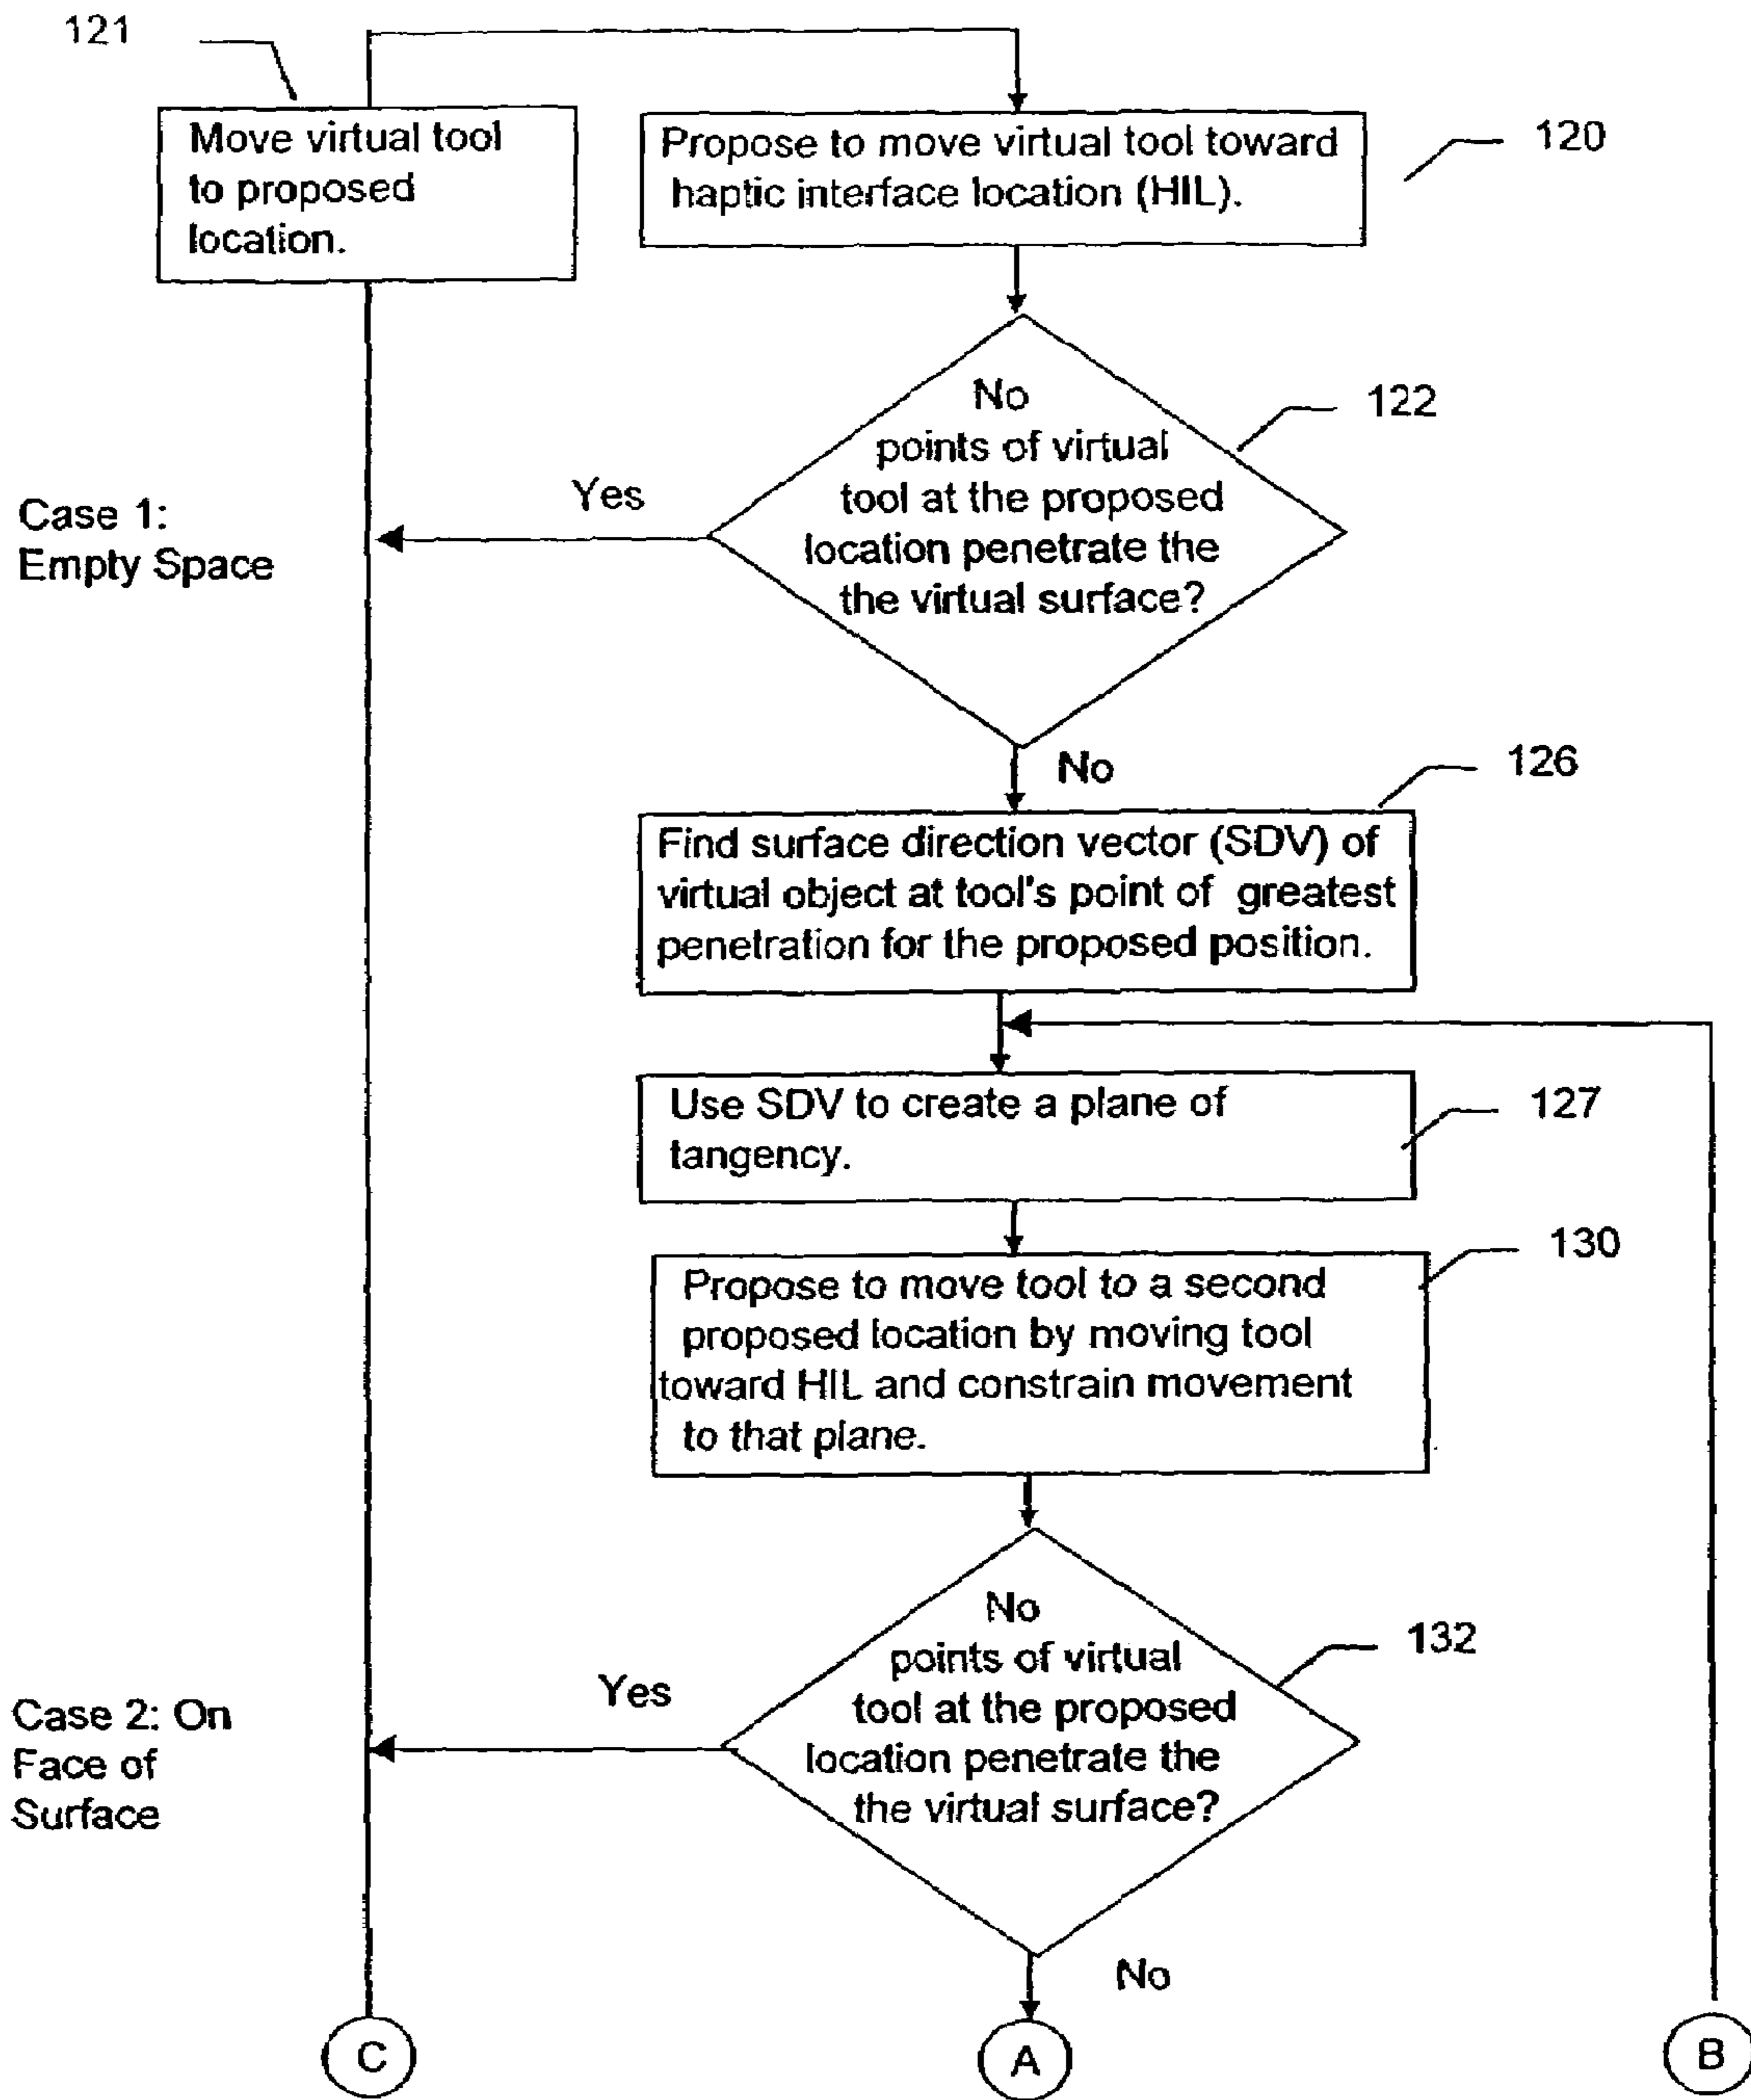 121
Move virtual tool
to proposed
location.
Propose to move virtual tool toward
haptic interface location (HIL).
120
No
points of virtual
tool at the proposed
location penetrate the
the virtual surface?
122
Yes
Case 1:
Empty Space
No
126
Find surface direction vector (SDV) of
virtual object at tool's point of greatest
penetration for the proposed position.
Use SDV to create a plane of
tangency.
127
130
Propose to move tool to a second
proposed location by moving tool
toward HIL and constrain movement
to that plane.
No
points of virtual
tool at the proposed
location penetrate the
the virtual surface?
132
Yes
Case 2: On
Face of
Surface
No
C
A
B